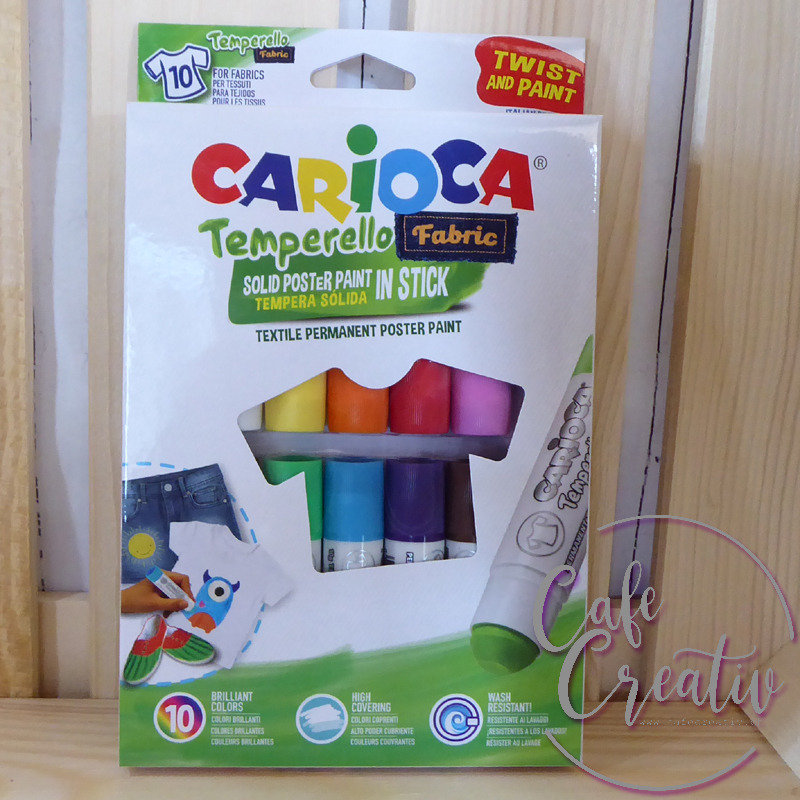 Temperello
Fabric
10
FOR FABRICS
PER TESSUTI
PARA TEJIDOS
POUR LES TISSUS
TWIST
AND PAINT
CARIOCA®
Temperello
Fabric
SOLID POSTER PAINT IN STICK
TEMPERA SÓLIDA
TEXTILE PERMANENT POSTER PAINT
CARIOCA
10
BRILLIANT
COLORS
COLORI BRILLANTI
COLORES BRILLANTES
COULEURS BRILLANTES
HIGH
COVERING
COLORI COPRENTI
ALTO PODER CUBRIENTE
COULEURS COUVRANTES
WASH
RESISTANT!
RESISTENTE AI LAVAGGI
¡RESISTENTES A LOS LAVADOS!
RÉSISTER AU LAVAGE
Cafe
Creativ